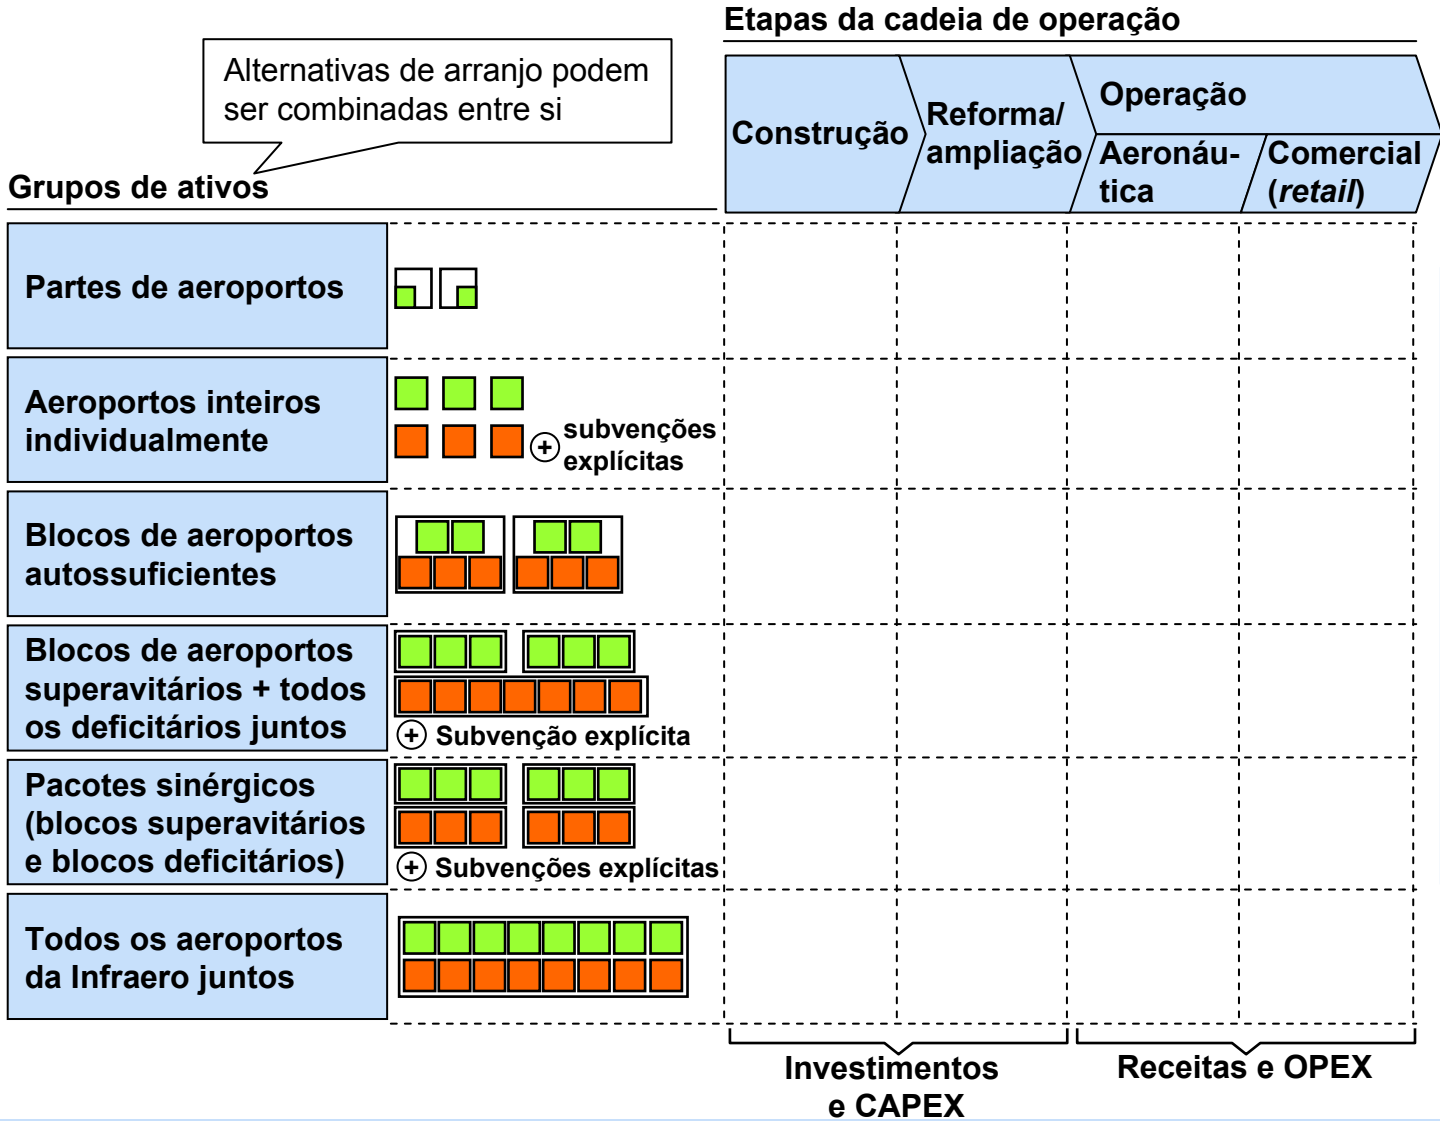 Etapas da cadeia de operação
Alternativas de arranjo podem
ser combinadas entre si
Construção
Reforma/
ampliação
Operação
Aeronáu-
tica
Comercial
(retail)
Grupos de ativos
Partes de aeroportos
Aeroportos inteiros
individualmente
+ subvenções
explícitas
Blocos de aeroportos
autossuficientes
Blocos de aeroportos
superavitários + todos
os deficitários juntos
+ Subvenção explícita
Pacotes sinérgicos
(blocos superavitários
e blocos deficitários)
+ Subvenções explícitas
Todos os aeroportos
da Infraero juntos
Investimentos
e CAPEX
Receitas e OPEX